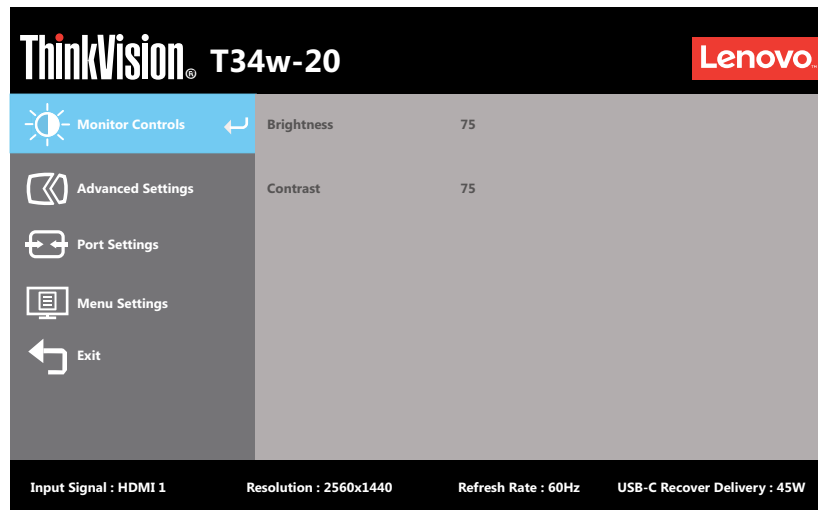 ThinkVision® T34w-20
Lenovo™
Monitor Controls
Brightness 75
Advanced Settings
Contrast 75
Port Settings
Menu Settings
Exit
Input Signal : HDMI 1 Resolution : 2560x1440 Refresh Rate : 60Hz USB-C Recover Delivery : 45W